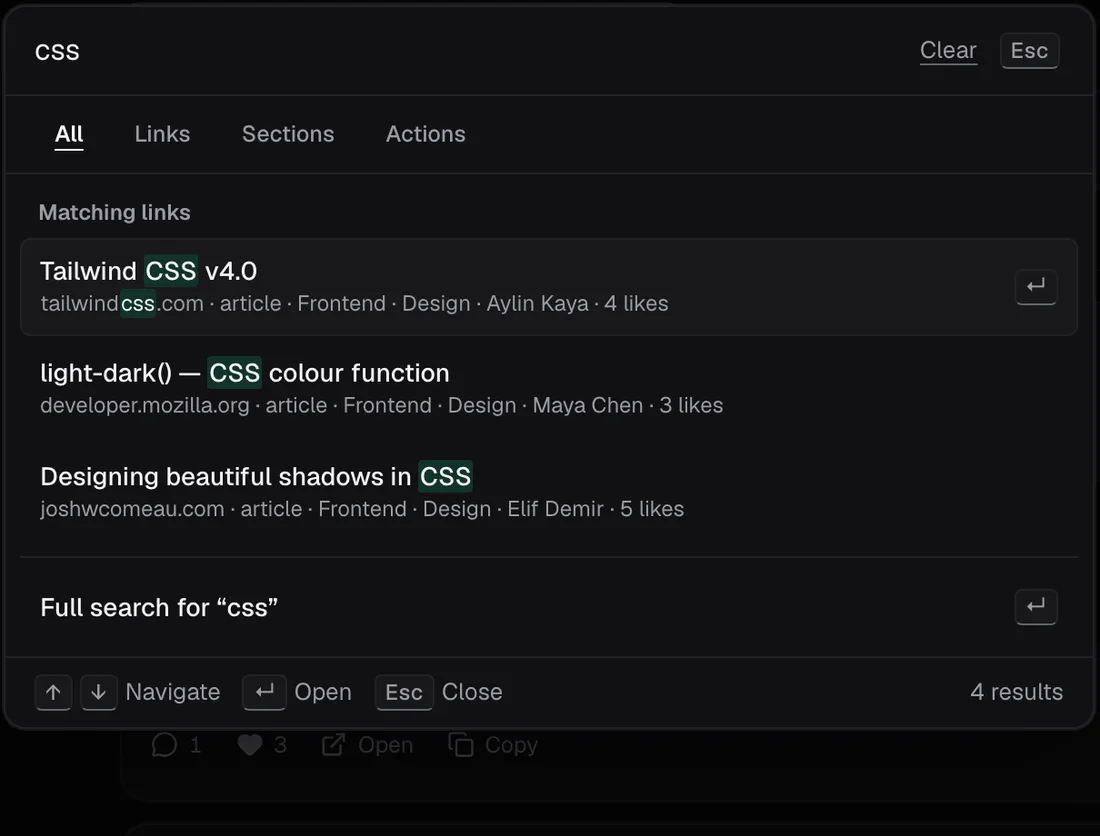 css
Clear
Esc
All
Links
Sections
Actions
Matching links
Tailwind CSS v4.0
tailwindcss.com · article · Frontend · Design · Aylin Kaya · 4 likes
light-dark() — CSS colour function
developer.mozilla.org · article · Frontend · Design · Maya Chen · 3 likes
Designing beautiful shadows in CSS
joshwcomeau.com · article · Frontend · Design · Elif Demir · 5 likes
Full search for “css”
↑ ↓ Navigate
Open
Esc Close
4 results
1
3
Open
Copy